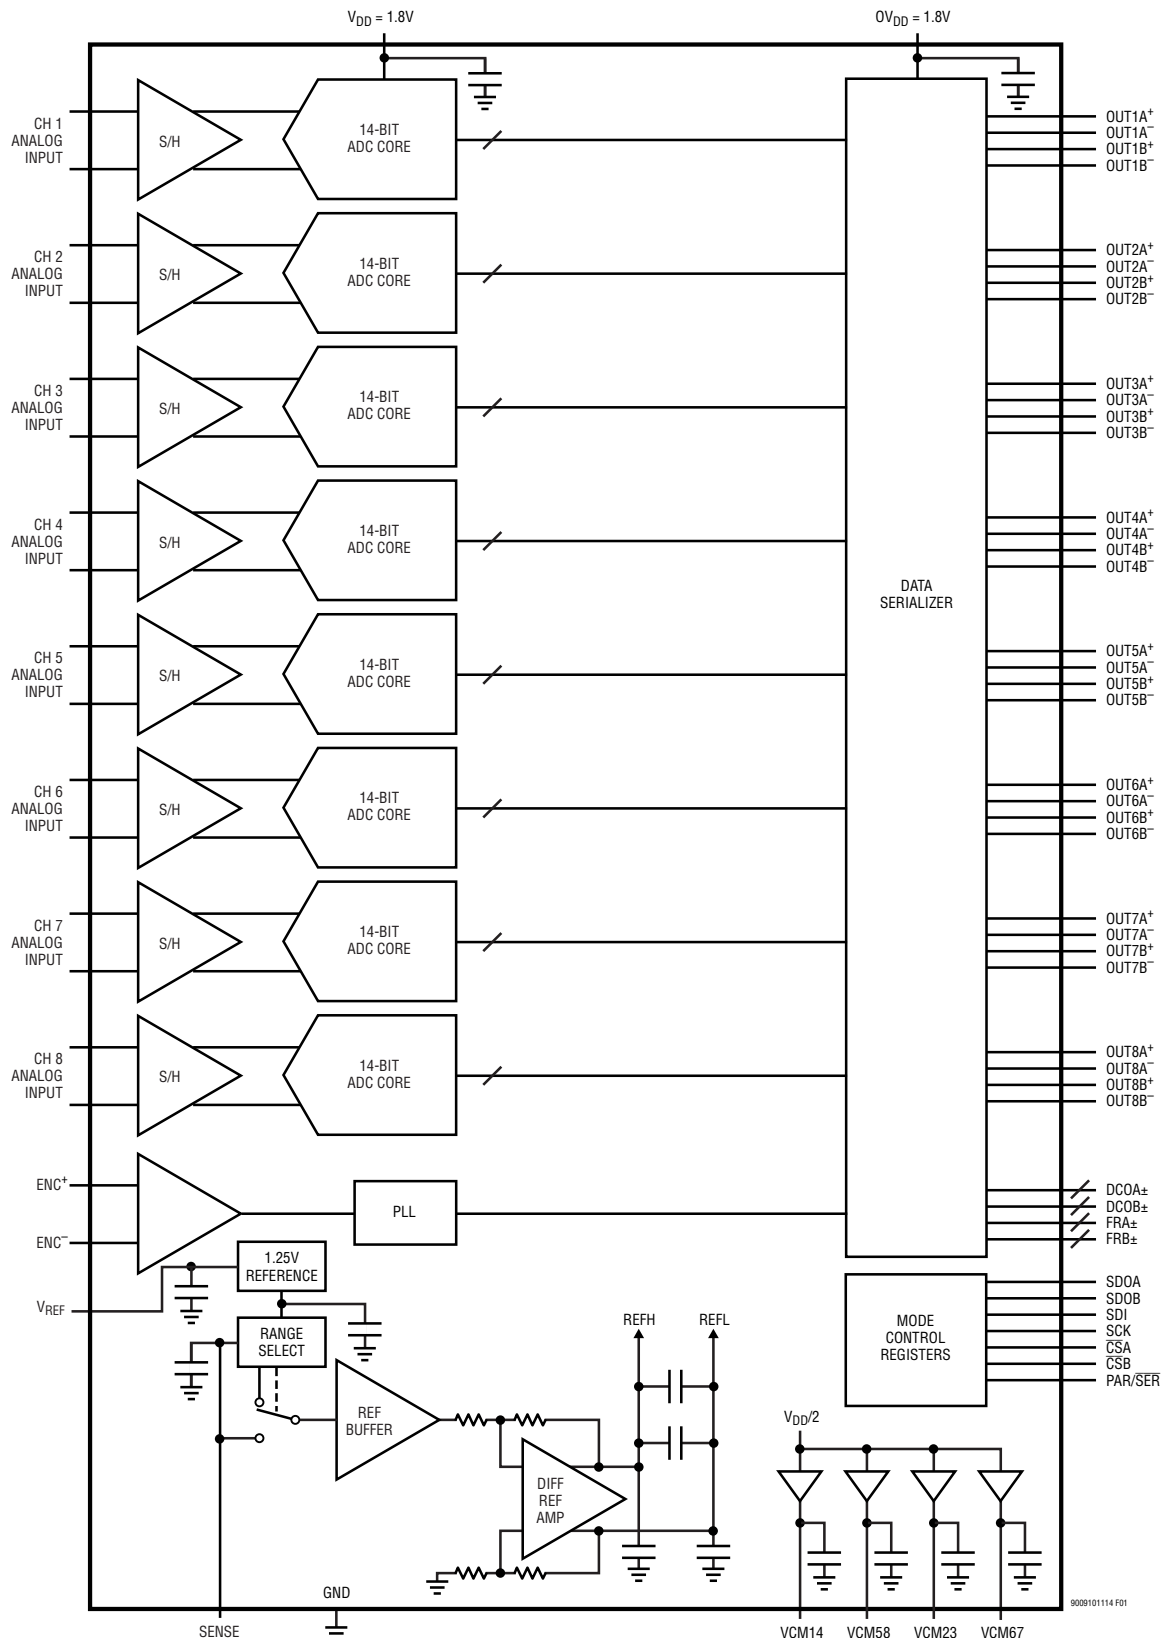 V_DD = 1.8V
OV_DD = 1.8V
CH 1
ANALOG
INPUT
S/H
14-BIT
ADC CORE
OUT1A⁺
OUT1A⁻
OUT1B⁺
OUT1B⁻
CH 2
ANALOG
INPUT
S/H
14-BIT
ADC CORE
OUT2A⁺
OUT2A⁻
OUT2B⁺
OUT2B⁻
CH 3
ANALOG
INPUT
S/H
14-BIT
ADC CORE
OUT3A⁺
OUT3A⁻
OUT3B⁺
OUT3B⁻
CH 4
ANALOG
INPUT
S/H
14-BIT
ADC CORE
OUT4A⁺
OUT4A⁻
OUT4B⁺
OUT4B⁻
DATA
SERIALIZER
CH 5
ANALOG
INPUT
S/H
14-BIT
ADC CORE
OUT5A⁺
OUT5A⁻
OUT5B⁺
OUT5B⁻
CH 6
ANALOG
INPUT
S/H
14-BIT
ADC CORE
OUT6A⁺
OUT6A⁻
OUT6B⁺
OUT6B⁻
CH 7
ANALOG
INPUT
S/H
14-BIT
ADC CORE
OUT7A⁺
OUT7A⁻
OUT7B⁺
OUT7B⁻
CH 8
ANALOG
INPUT
S/H
14-BIT
ADC CORE
OUT8A⁺
OUT8A⁻
OUT8B⁺
OUT8B⁻
ENC⁺
ENC⁻
PLL
DCOA±
DCOB±
FRA±
FRB±
1.25V
REFERENCE
V_REF
RANGE
SELECT
REF
BUFFER
REFH
REFL
DIFF
REF
AMP
MODE
CONTROL
REGISTERS
SDOA
SDOB
SDI
SCK
C̅S̅A
C̅S̅B
PAR/S̅E̅R̅
V_DD/2
GND
SENSE
VCM14
VCM58
VCM23
VCM67
9009101114 F01